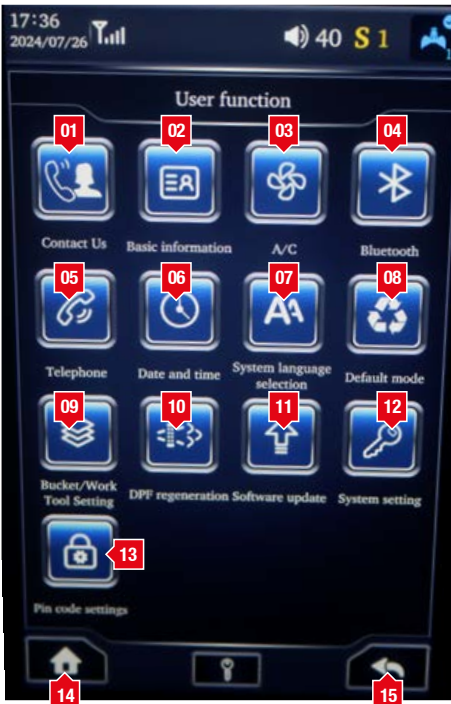 17:36
2024/07/26
40 S 1
1
User function
01 02 03 04
Contact Us Basic information A/C Bluetooth
05 06 07 08
Telephone Date and time System language selection Default mode
09 10 11 12
Bucket/Work Tool Setting DPF regeneration Software update System setting
13
Pin code settings
14 15